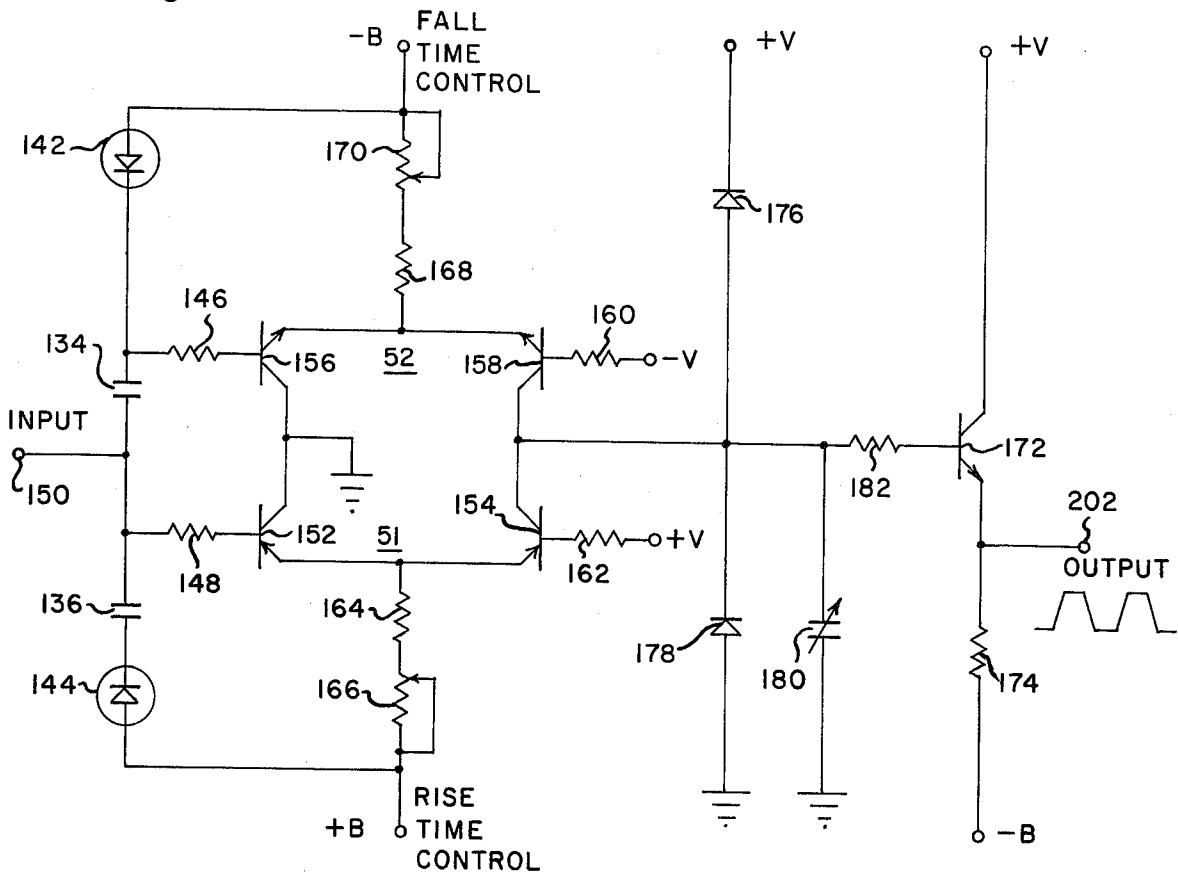 -B
FALL
TIME
CONTROL
+V
+V
142
170
176
168
146
160
134
156
52
158
-V
INPUT
150
182
172
152
51
154
+V
202
148
162
OUTPUT
136
164
178
180
144
166
174
RISE
+B
TIME
CONTROL
-B